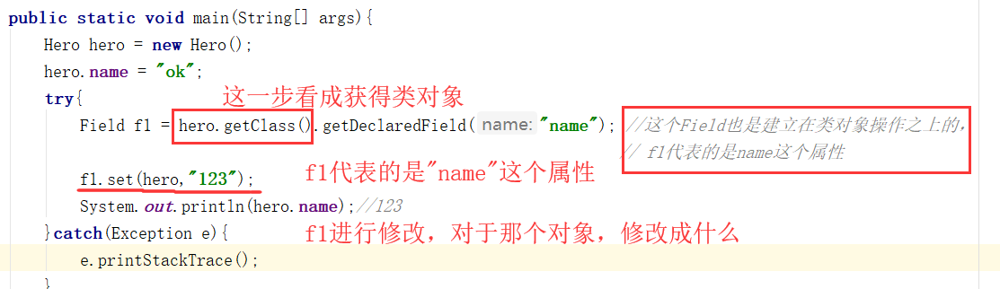 public static void main(String[] args){
Hero hero = new Hero();
hero.name = "ok";
try{
这一步看成获得类对象
Field f1 = hero.getClass().getDeclaredField( name: "name"); //这个Field也是建立在类对象操作之上的，
// f1代表的是name这个属性
f1.set(hero,"123");
f1代表的是"name"这个属性
System.out.println(hero.name);//123
}catch(Exception e){
f1进行修改，对于那个对象，修改成什么
e.printStackTrace();
}